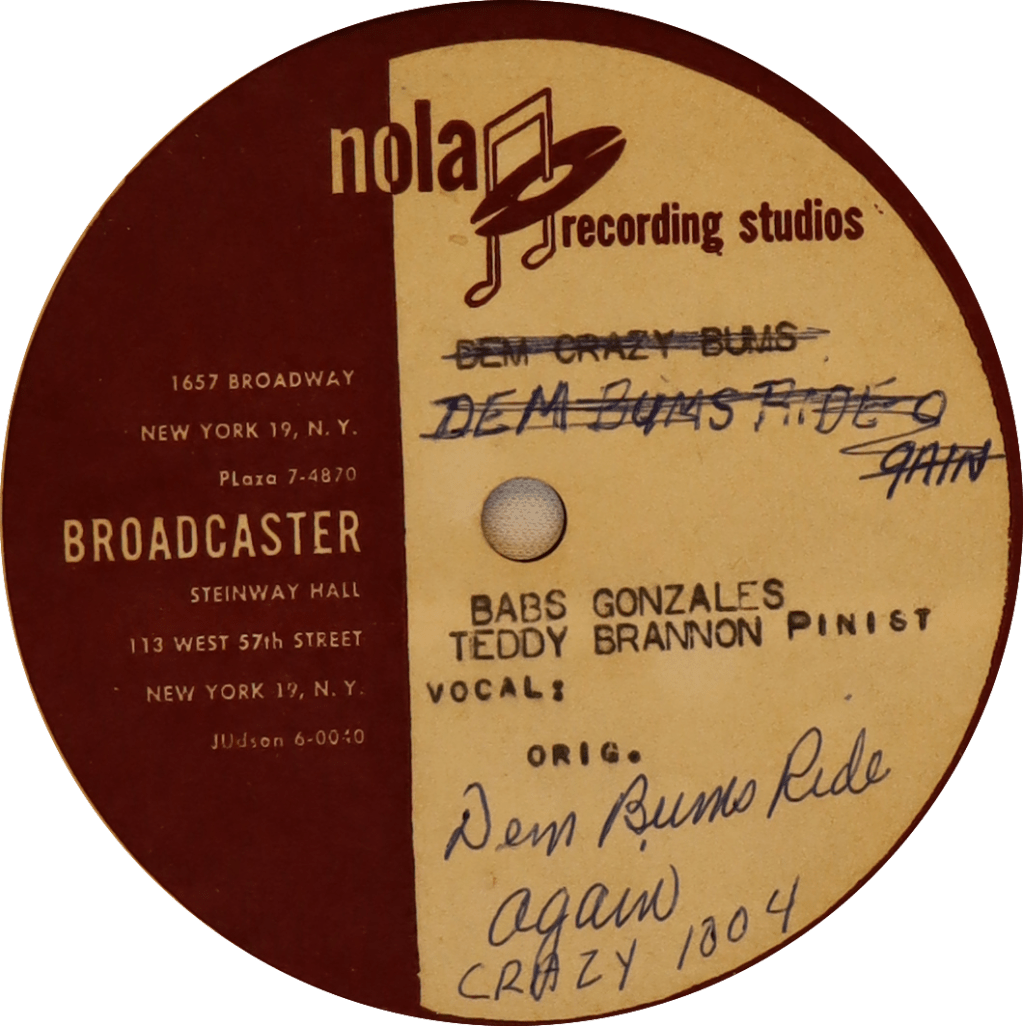 nola
recording studios
1657 BROADWAY
NEW YORK 19, N. Y.
PLaza 7-4870
BROADCASTER
STEINWAY HALL
113 WEST 57th STREET
NEW YORK 19, N. Y.
JUdson 6-0040
DEM CRAZY BUMS
DEM BUMS RIDE A
GAIN
BABS GONZALES
TEDDY BRANNON PINIST
VOCAL:
ORIG.
Dem Bums Ride
again
CRAZY 1004